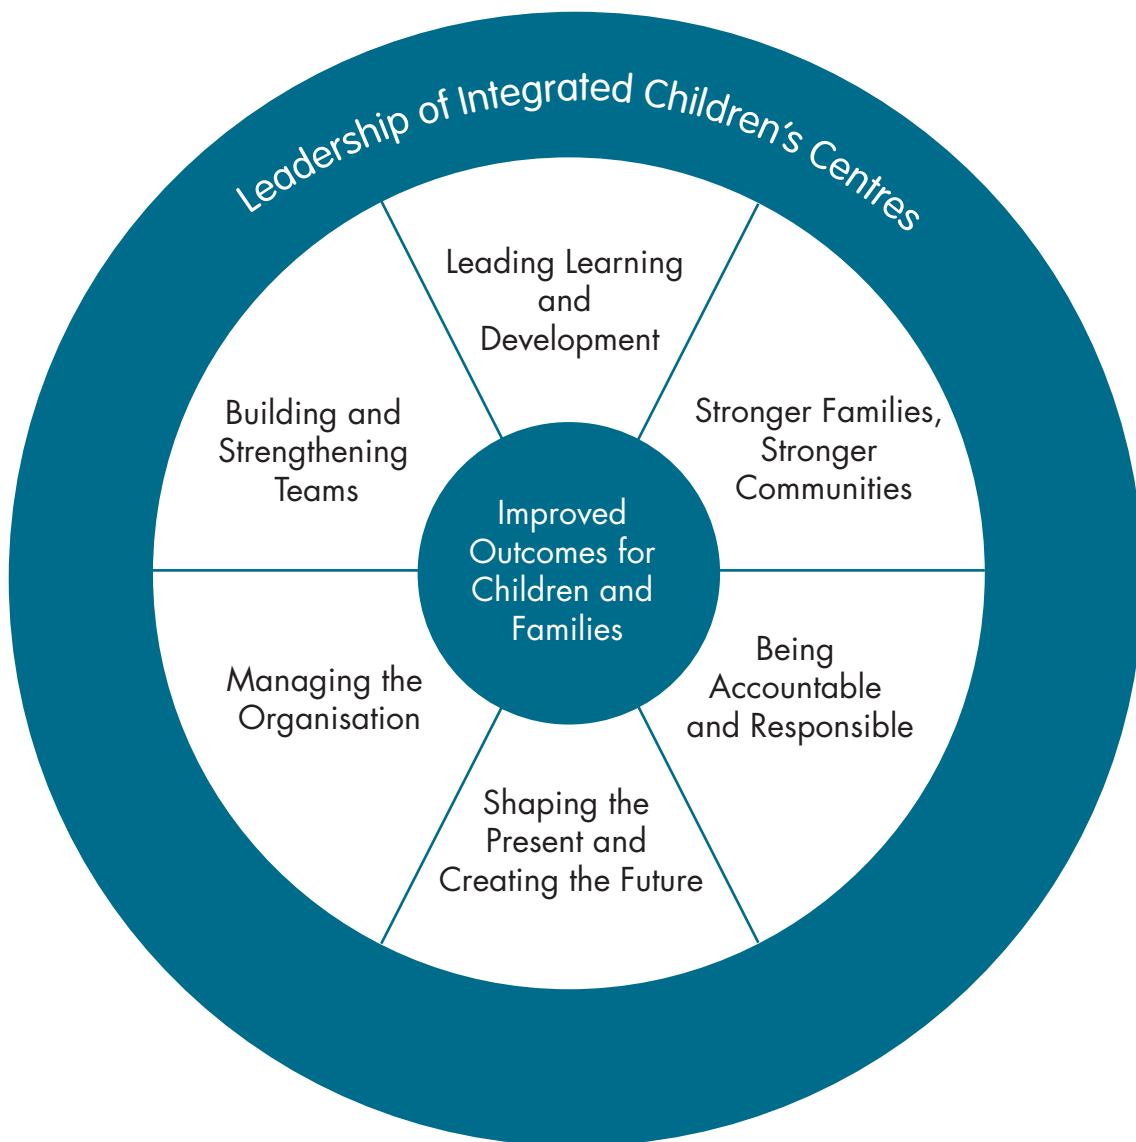 Leadership of Integrated Children's Centres
Leading Learning
and
Development
Stronger Families,
Stronger
Communities
Being
Accountable
and Responsible
Shaping the
Present and
Creating the Future
Managing the
Organisation
Building and
Strengthening
Teams
Improved
Outcomes for
Children and
Families